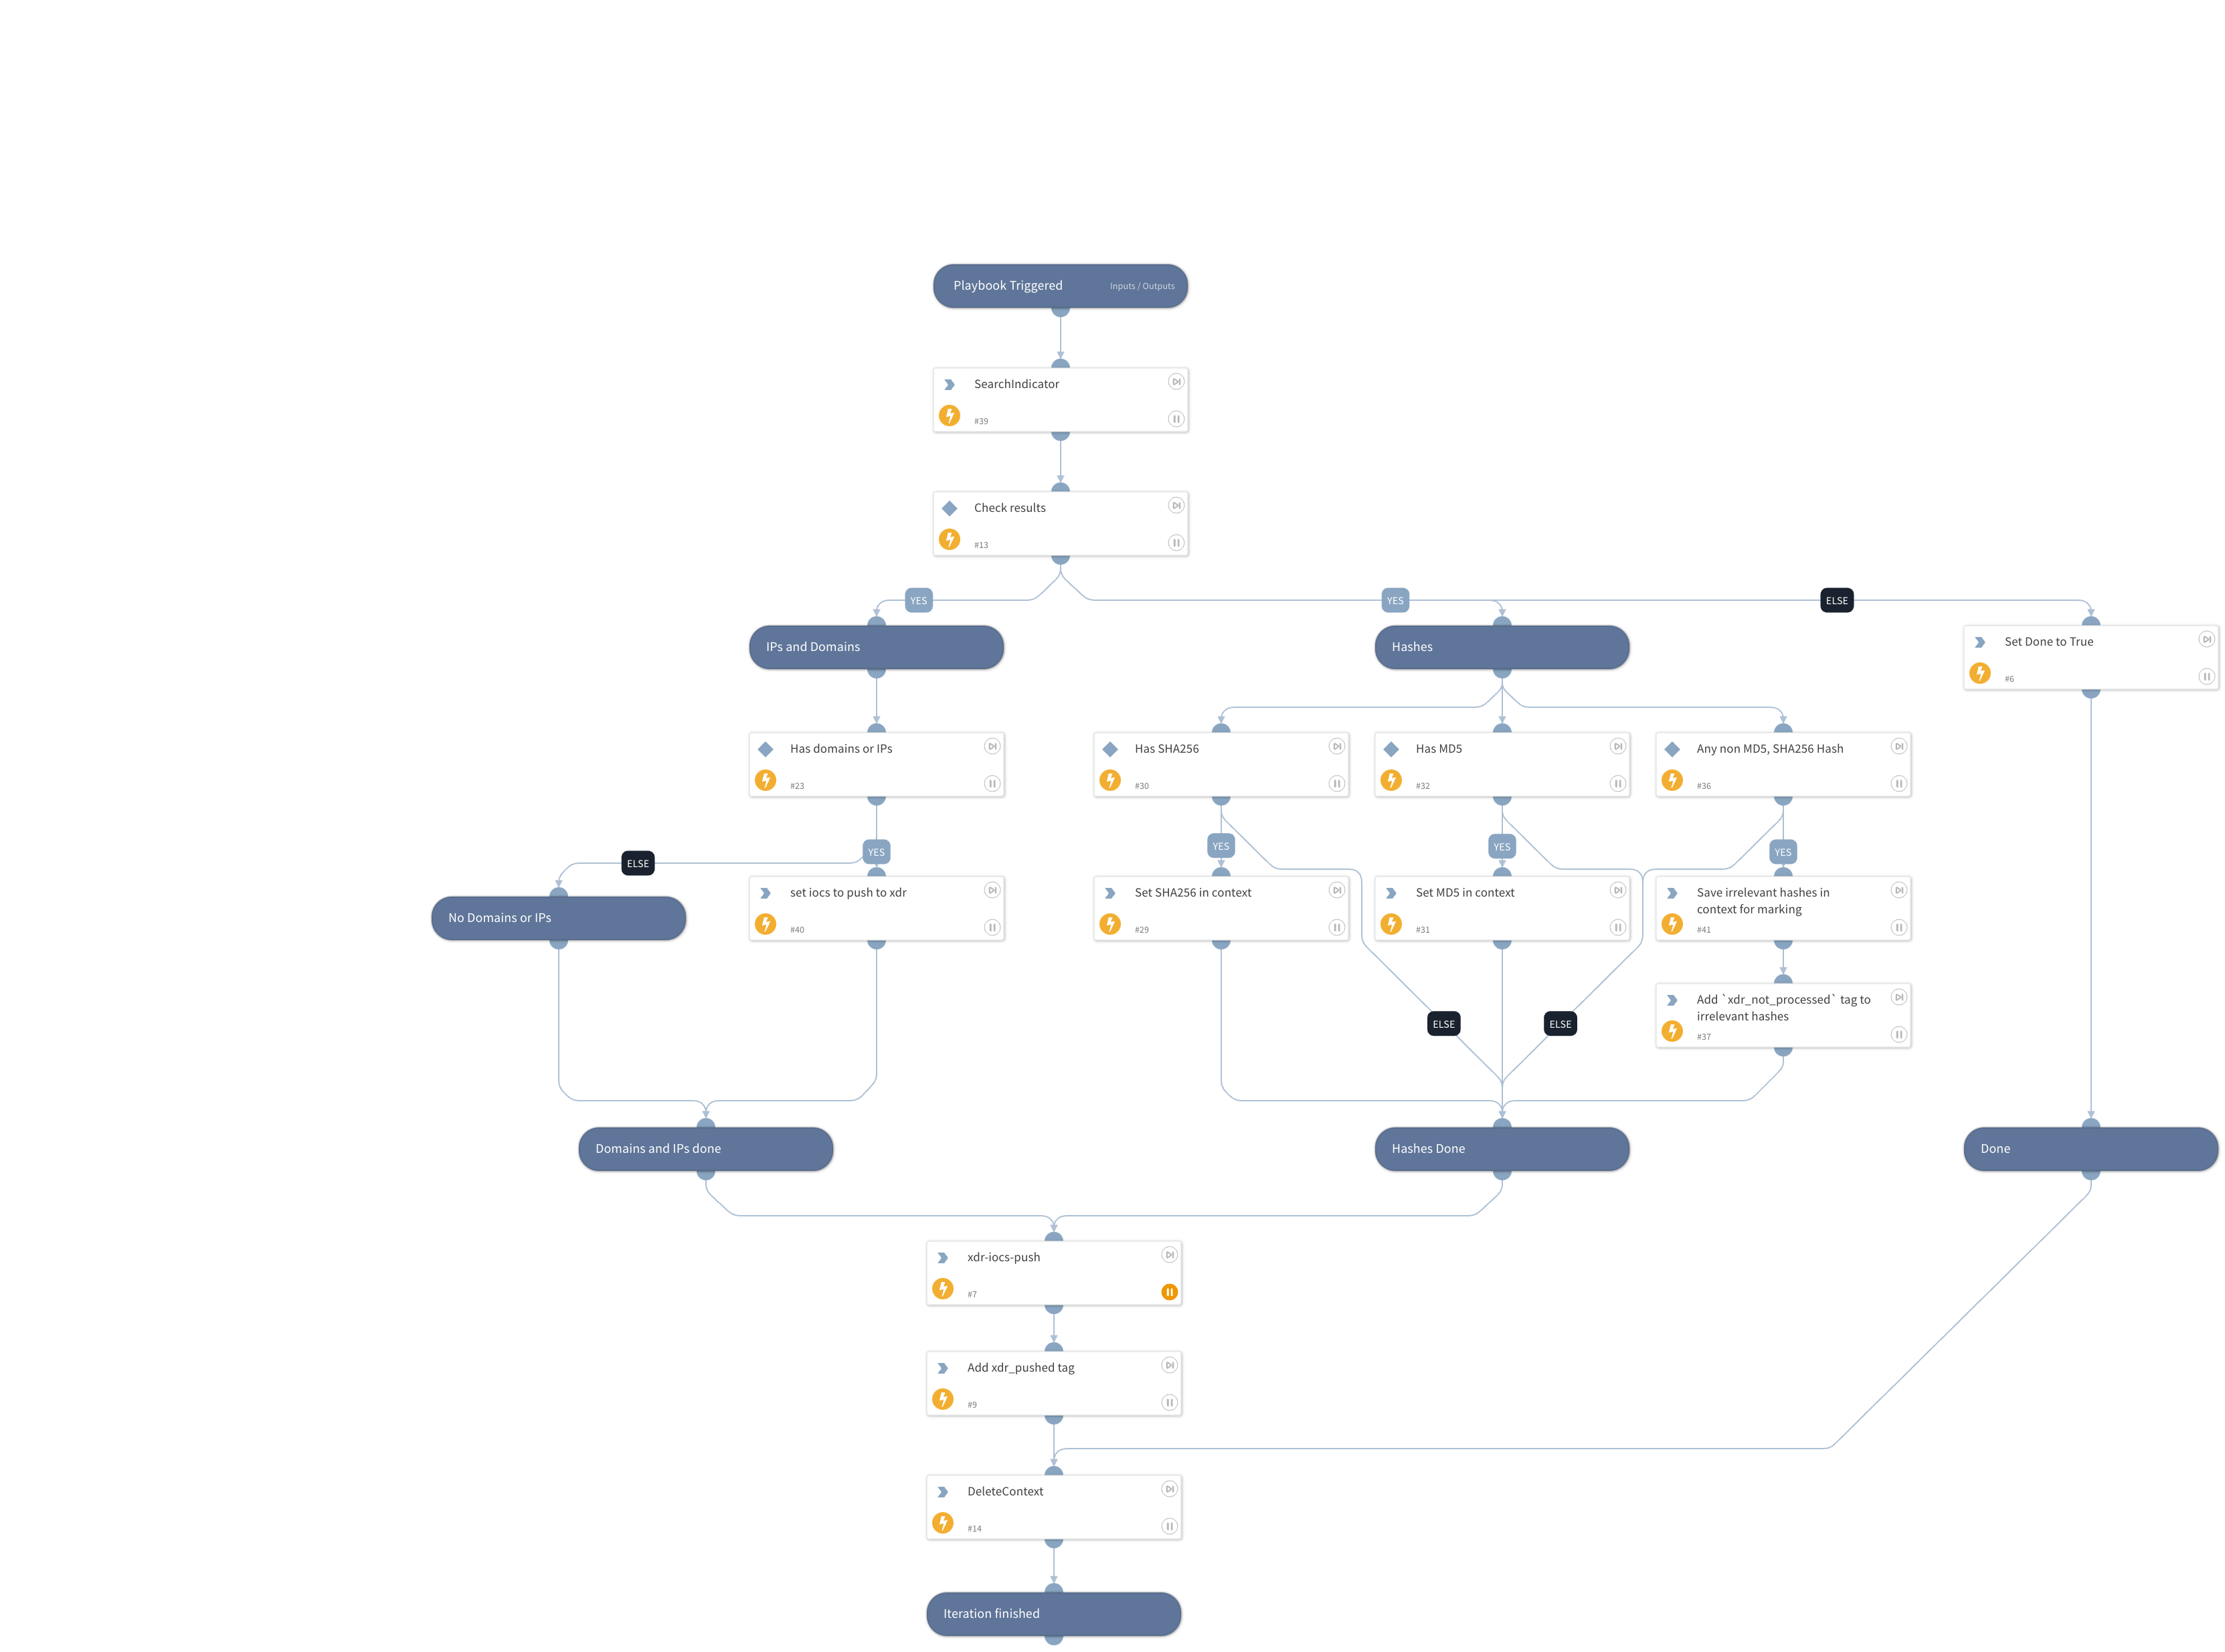 Playbook Triggered
Inputs / Outputs
SearchIndicator
#39
Check results
#13
YES
YES
ELSE
IPs and Domains
Hashes
Set Done to True
#6
Has domains or IPs
#23
Has SHA256
#30
Has MD5
#32
Any non MD5, SHA256 Hash
#36
ELSE
YES
YES
YES
YES
No Domains or IPs
set iocs to push to xdr
#40
Set SHA256 in context
#29
Set MD5 in context
#31
Save irrelevant hashes in
context for marking
#41
ELSE
ELSE
Add `xdr_not_processed` tag to
irrelevant hashes
#37
Domains and IPs done
Hashes Done
Done
xdr-iocs-push
#7
Add xdr_pushed tag
#9
DeleteContext
#14
Iteration finished